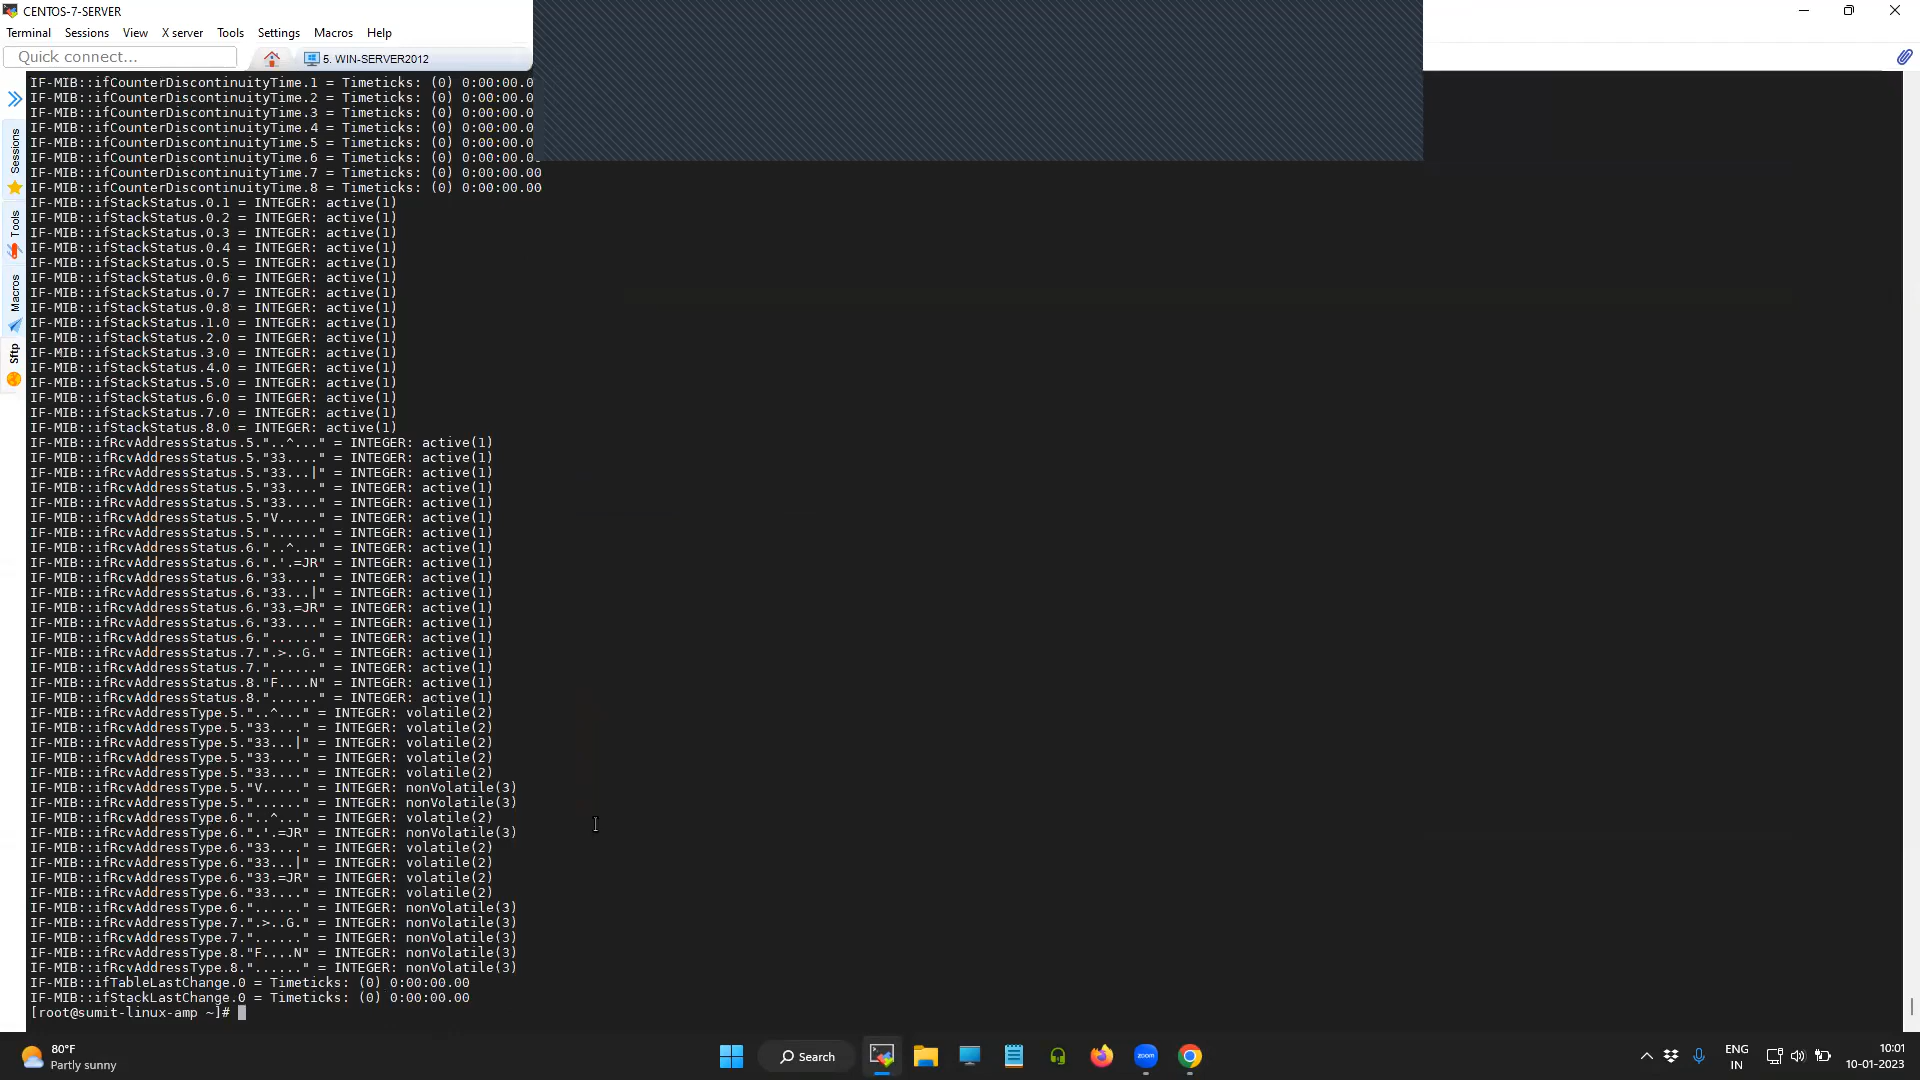 CENTOS-7-SERVER
Terminal Sessions View X server Tools Settings Macros Help
Quick connect...
5. WIN-SERVER2012
Sessions
Tools
Macros
Sftp
IF-MIB::ifCounterDiscontinuityTime.1 = Timeticks: (0) 0:00:00.0
IF-MIB::ifCounterDiscontinuityTime.2 = Timeticks: (0) 0:00:00.0
IF-MIB::ifCounterDiscontinuityTime.3 = Timeticks: (0) 0:00:00.0
IF-MIB::ifCounterDiscontinuityTime.4 = Timeticks: (0) 0:00:00.0
IF-MIB::ifCounterDiscontinuityTime.5 = Timeticks: (0) 0:00:00.0
IF-MIB::ifCounterDiscontinuityTime.6 = Timeticks: (0) 0:00:00.0
IF-MIB::ifCounterDiscontinuityTime.7 = Timeticks: (0) 0:00:00.00
IF-MIB::ifCounterDiscontinuityTime.8 = Timeticks: (0) 0:00:00.00
IF-MIB::ifStackStatus.0.1 = INTEGER: active(1)
IF-MIB::ifStackStatus.0.2 = INTEGER: active(1)
IF-MIB::ifStackStatus.0.3 = INTEGER: active(1)
IF-MIB::ifStackStatus.0.4 = INTEGER: active(1)
IF-MIB::ifStackStatus.0.5 = INTEGER: active(1)
IF-MIB::ifStackStatus.0.6 = INTEGER: active(1)
IF-MIB::ifStackStatus.0.7 = INTEGER: active(1)
IF-MIB::ifStackStatus.0.8 = INTEGER: active(1)
IF-MIB::ifStackStatus.1.0 = INTEGER: active(1)
IF-MIB::ifStackStatus.2.0 = INTEGER: active(1)
IF-MIB::ifStackStatus.3.0 = INTEGER: active(1)
IF-MIB::ifStackStatus.4.0 = INTEGER: active(1)
IF-MIB::ifStackStatus.5.0 = INTEGER: active(1)
IF-MIB::ifStackStatus.6.0 = INTEGER: active(1)
IF-MIB::ifStackStatus.7.0 = INTEGER: active(1)
IF-MIB::ifStackStatus.8.0 = INTEGER: active(1)
IF-MIB::ifRcvAddressStatus.5."..^..." = INTEGER: active(1)
IF-MIB::ifRcvAddressStatus.5."33...." = INTEGER: active(1)
IF-MIB::ifRcvAddressStatus.5."33...|" = INTEGER: active(1)
IF-MIB::ifRcvAddressStatus.5."33...." = INTEGER: active(1)
IF-MIB::ifRcvAddressStatus.5."33...." = INTEGER: active(1)
IF-MIB::ifRcvAddressStatus.5."V....." = INTEGER: active(1)
IF-MIB::ifRcvAddressStatus.5."......" = INTEGER: active(1)
IF-MIB::ifRcvAddressStatus.6."..^..." = INTEGER: active(1)
IF-MIB::ifRcvAddressStatus.6.".'.=JR" = INTEGER: active(1)
IF-MIB::ifRcvAddressStatus.6."33...." = INTEGER: active(1)
IF-MIB::ifRcvAddressStatus.6."33...|" = INTEGER: active(1)
IF-MIB::ifRcvAddressStatus.6."33.=JR" = INTEGER: active(1)
IF-MIB::ifRcvAddressStatus.6."33...." = INTEGER: active(1)
IF-MIB::ifRcvAddressStatus.6."......" = INTEGER: active(1)
IF-MIB::ifRcvAddressStatus.7.".>..G." = INTEGER: active(1)
IF-MIB::ifRcvAddressStatus.7."......" = INTEGER: active(1)
IF-MIB::ifRcvAddressStatus.8."F....N" = INTEGER: active(1)
IF-MIB::ifRcvAddressStatus.8."......" = INTEGER: active(1)
IF-MIB::ifRcvAddressType.5."..^..." = INTEGER: volatile(2)
IF-MIB::ifRcvAddressType.5."33...." = INTEGER: volatile(2)
IF-MIB::ifRcvAddressType.5."33...|" = INTEGER: volatile(2)
IF-MIB::ifRcvAddressType.5."33...." = INTEGER: volatile(2)
IF-MIB::ifRcvAddressType.5."33...." = INTEGER: volatile(2)
IF-MIB::ifRcvAddressType.5."V....." = INTEGER: nonVolatile(3)
IF-MIB::ifRcvAddressType.5."......" = INTEGER: nonVolatile(3)
IF-MIB::ifRcvAddressType.6."..^..." = INTEGER: volatile(2)
IF-MIB::ifRcvAddressType.6.".'.=JR" = INTEGER: nonVolatile(3)
IF-MIB::ifRcvAddressType.6."33...." = INTEGER: volatile(2)
IF-MIB::ifRcvAddressType.6."33...|" = INTEGER: volatile(2)
IF-MIB::ifRcvAddressType.6."33.=JR" = INTEGER: volatile(2)
IF-MIB::ifRcvAddressType.6."33...." = INTEGER: volatile(2)
IF-MIB::ifRcvAddressType.6."......" = INTEGER: nonVolatile(3)
IF-MIB::ifRcvAddressType.7.".>..G." = INTEGER: nonVolatile(3)
IF-MIB::ifRcvAddressType.7."......" = INTEGER: nonVolatile(3)
IF-MIB::ifRcvAddressType.8."F....N" = INTEGER: nonVolatile(3)
IF-MIB::ifRcvAddressType.8."......" = INTEGER: nonVolatile(3)
IF-MIB::ifTableLastChange.0 = Timeticks: (0) 0:00:00.00
IF-MIB::ifStackLastChange.0 = Timeticks: (0) 0:00:00.00
[root@sumit-linux-amp ~]#
80°F
Partly sunny
Search
zoom
ENG
IN
10:01
10-01-2023